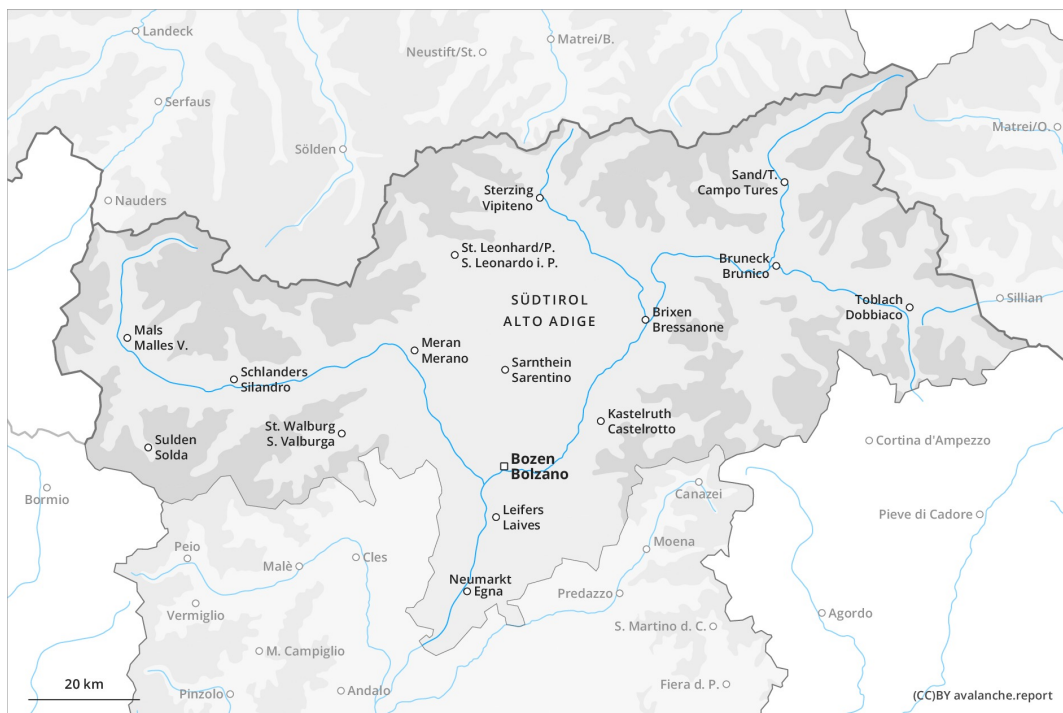 Landeck
Matrei/B.
Neustift/St.
Serfaus
Matrei/O.
Sölden
Sand/T.
Campo Tures
Sterzing
Vipiteno
Nauders
St. Leonhard/P.
S. Leonardo i. P.
Bruneck
Brunico
SÜDTIROL
ALTO ADIGE
Toblach
Dobbiaco
Sillian
Brixen
Bressanone
Mals
Malles V.
Meran
Merano
Sarnthein
Sarentino
Schlanders
Silandro
Kastelruth
Castelrotto
St. Walburg
S. Valburga
Sulden
Solda
Cortina d'Ampezzo
Bozen
Bolzano
Bormio
Canazei
Leifers
Laives
Pieve di Cadore
Moena
Peio
Cles
Malè
Neumarkt
Egna
Predazzo
Vermiglio
Agordo
S. Martino d. C.
M. Campiglio
20 km
Pinzolo
Andalo
Fiera d. P.
(CC)BY avalanche.report